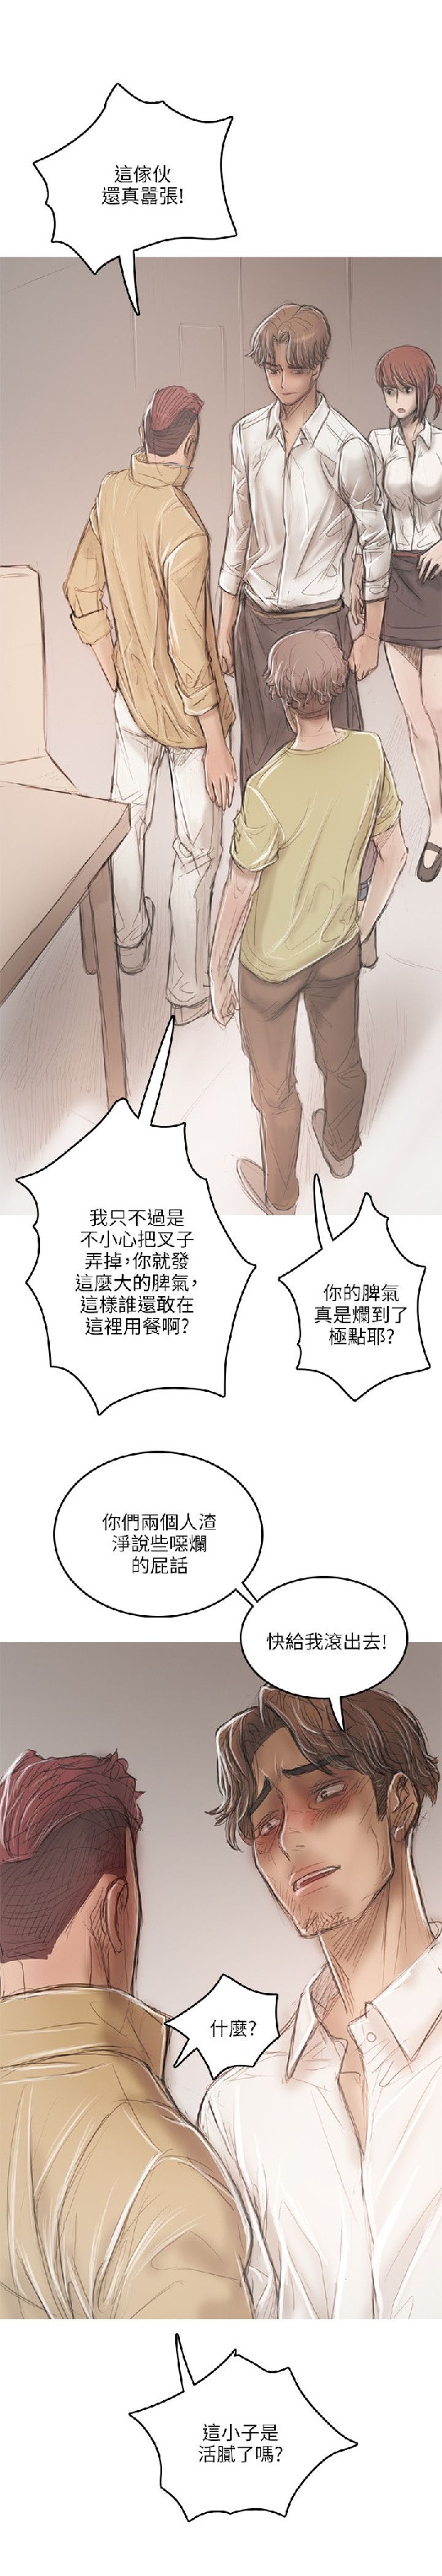 這傢伙
還真囂張!
我只不過是
不小心把叉子
弄掉，你就發
這麼大的脾氣，
這樣誰還敢在
這裡用餐啊?
你的脾氣
真是爛到了
極點耶?
你們兩個人渣
淨說些噁爛
的屁話
快給我滾出去!
什麼?
這小子是
活膩了嗎?